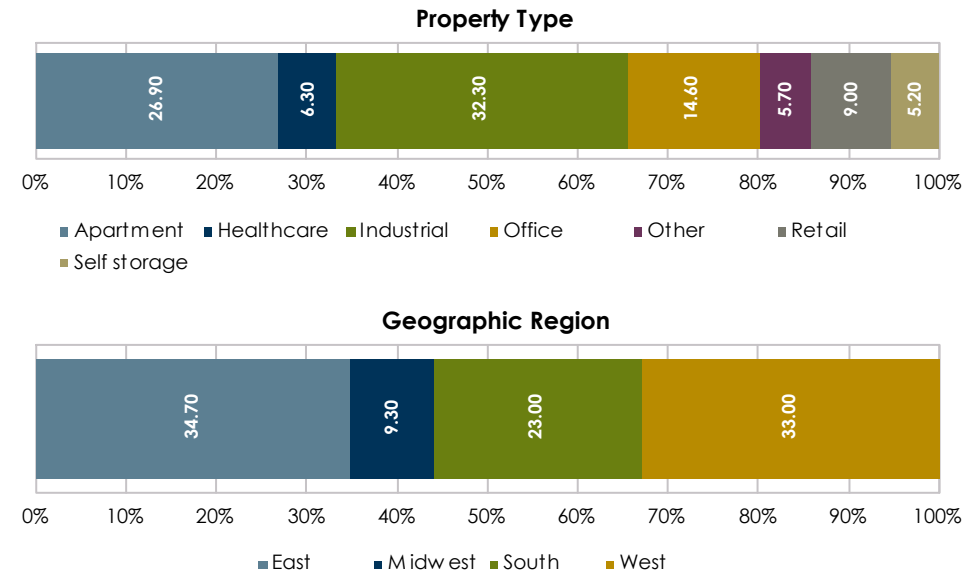 Property Type
26.90 6.30 32.30 14.60 5.70 9.00 5.20
0% 10% 20% 30% 40% 50% 60% 70% 80% 90% 100%
Apartment Healthcare Industrial Office Other Retail
Self storage
Geographic Region
34.70 9.30 23.00 33.00
0% 10% 20% 30% 40% 50% 60% 70% 80% 90% 100%
East Midwest South West